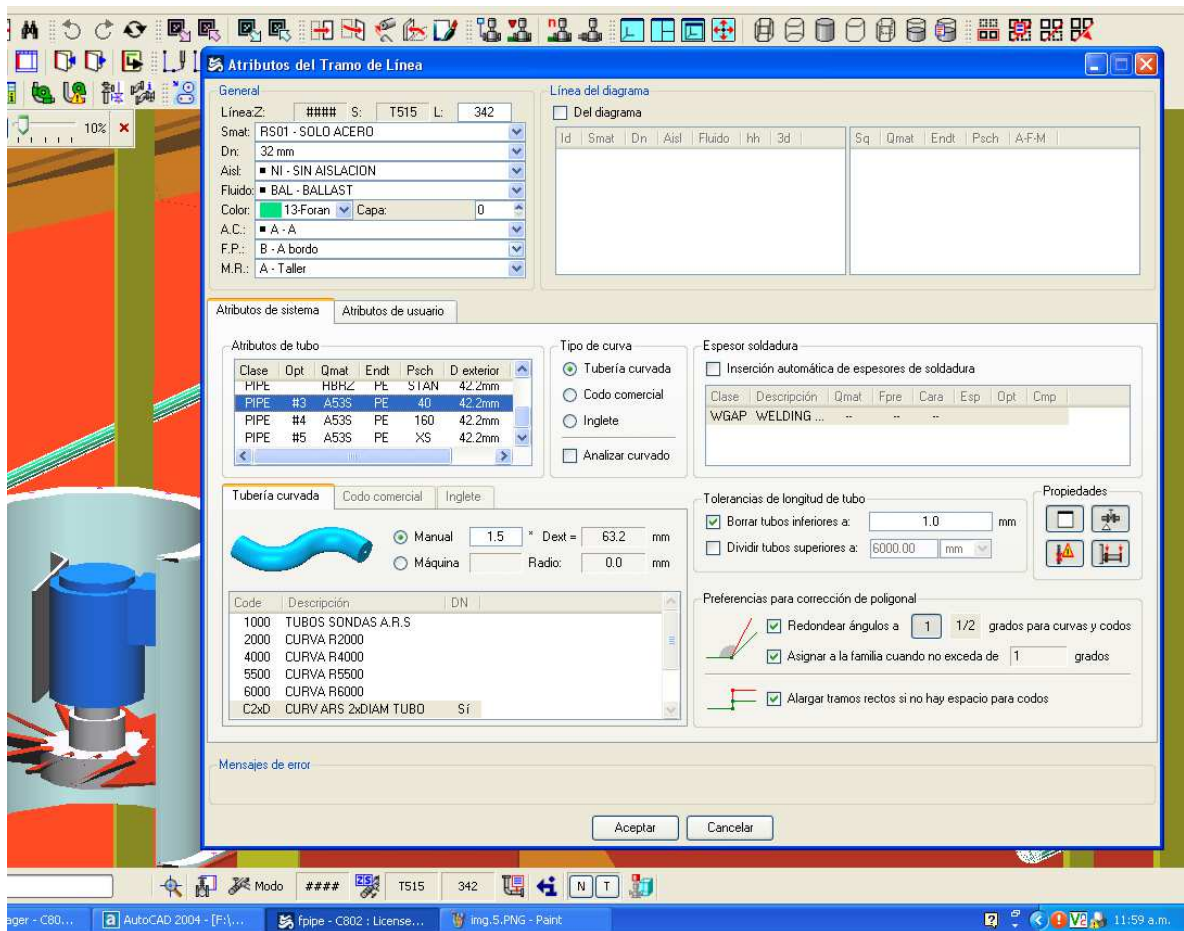 10%
Atributos del Tramo de Línea
General
Línea:Z: #### S: T515 L: 342
Smat: RS01 - SOLO ACERO
Dn: 32 mm
Aisl: NI - SIN AISLACION
Fluido: BAL - BALLAST
Color: 13-Foran Capa: 0
A.C.: A - A
F.P.: B - A bordo
M.R.: A - Taller
Línea del diagrama
Del diagrama
Id Smat Dn Aisl Fluido hh 3d
Sq Qmat Endt Psch A-F-M
Atributos de sistema Atributos de usuario
Atributos de tubo
Clase Opt Qmat Endt Psch D exterior
PIPE HBRZ PE STAN 42.2mm
PIPE #3 A53S PE 40 42.2mm
PIPE #4 A53S PE 160 42.2mm
PIPE #5 A53S PE XS 42.2mm
Tipo de curva
Tubería curvada
Codo comercial
Inglete
Analizar curvado
Espesor soldadura
Inserción automática de espesores de soldadura
Clase Descripción Qmat Fpre Cara Esp Opt Cmp
WGAP WELDING ... -- -- --
Tubería curvada Codo comercial Inglete
Manual 1.5 * Dext = 63.2 mm
Máquina Radio: 0.0 mm
Code Descripción DN
1000 TUBOS SONDAS A.R.S
2000 CURVA R2000
4000 CURVA R4000
5500 CURVA R5500
6000 CURVA R6000
C2xD CURV ARS 2xDIAM TUBO Sí
Tolerancias de longitud de tubo
Borrar tubos inferiores a: 1.0 mm
Dividir tubos superiores a: 6000.00 mm
Propiedades
Preferencias para corrección de poligonal
Redondear ángulos a 1 1/2 grados para curvas y codos
Asignar a la familia cuando no exceda de 1 grados
Alargar tramos rectos si no hay espacio para codos
Mensajes de error
Aceptar Cancelar
Modo #### T515 342 N T
ager - C80... AutoCAD 2004 - [F:\... fpipe - C802 : License... img.5.PNG - Paint 11:59 a.m.